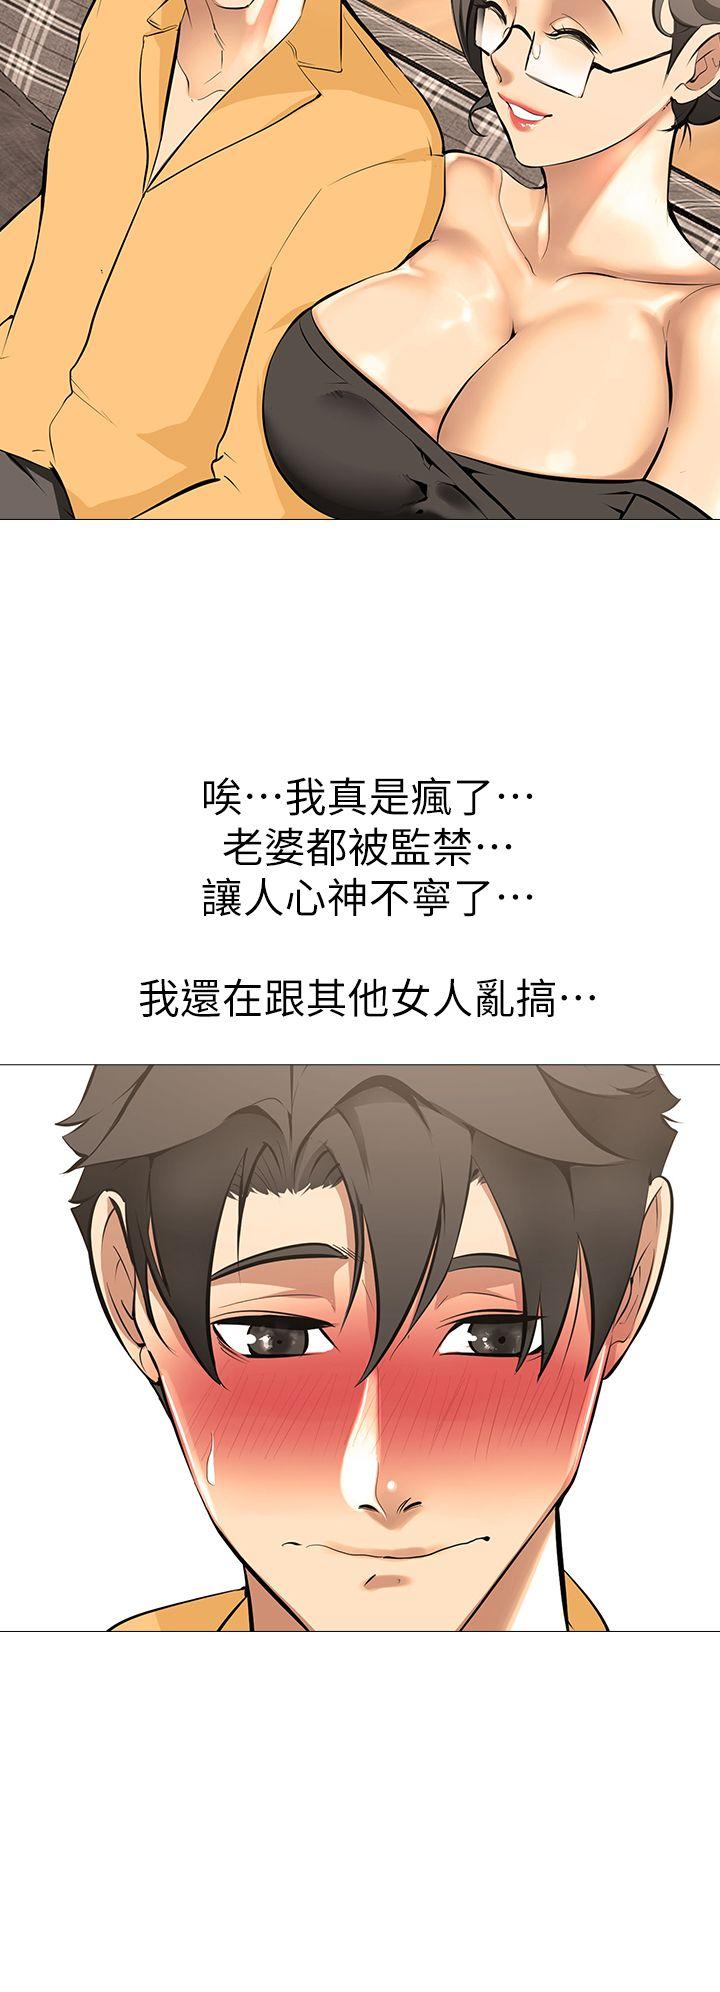 唉⋯我真是瘋了⋯
老婆都被監禁⋯
讓人心神不寧了⋯
我還在跟其他女人亂搞⋯